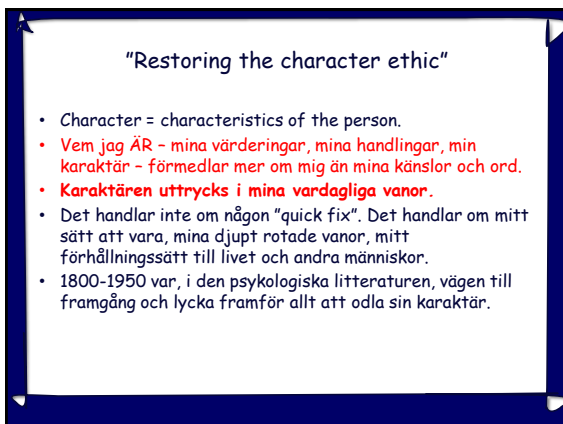 ”Restoring the character ethic”
• Character = characteristics of the person.
• Vem jag ÄR – mina värderingar, mina handlingar, min
karaktär – förmedlar mer om mig än mina känslor och ord.
• Karaktären uttrycks i mina vardagliga vanor.
• Det handlar inte om någon ”quick fix”. Det handlar om mitt
sätt att vara, mina djupt rotade vanor, mitt
förhållningssätt till livet och andra människor.
• 1800-1950 var, i den psykologiska litteraturen, vägen till
framgång och lycka framför allt att odla sin karaktär.